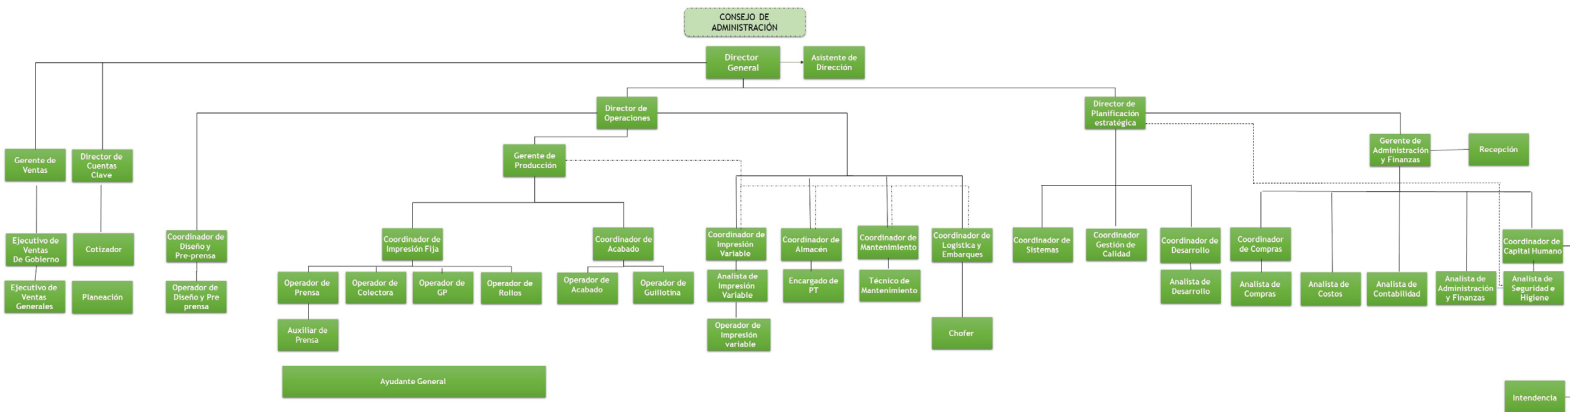 CONSEJO DE
ADMINISTRACIÓN
Director
General
Asistente de
Dirección
Director de
Operaciones
Director de
Planificación
estratégica
Gerente de
Ventas
Director de
Cuentas
Clave
Gerente de
Producción
Gerente de
Administración
y Finanzas
Recepción
Ejecutivo de
Ventas
De Gobierno
Cotizador
Coordinador de
Diseño y
Pre-prensa
Coordinador de
Impresión Fija
Coordinador de
Acabado
Coordinador de
Impresión
Variable
Coordinador de
Almacén
Coordinador de
Mantenimiento
Coordinador de
Logística y
Embarques
Coordinador de
Sistemas
Coordinador
Gestión de
Calidad
Coordinador de
Desarrollo
Coordinador
de Compras
Coordinador de
Capital Humano
Ejecutivo de
Ventas
Generales
Planeación
Operador de
Diseño y Pre
prensa
Operador de
Prensa
Operador de
Colectora
Operador de
GP
Operador de
Rollos
Operador de
Acabado
Operador de
Guillotina
Analista de
Impresión
Variable
Encargado de
PT
Técnico de
Mantenimiento
Analista de
Desarrollo
Analista de
Compras
Analista de
Costos
Analista de
Contabilidad
Analista de
Administración
y Finanzas
Analista de
Seguridad e
Higiene
Auxiliar de
Prensa
Operador de
Impresión
variable
Chofer
Ayudante General
Intendencia